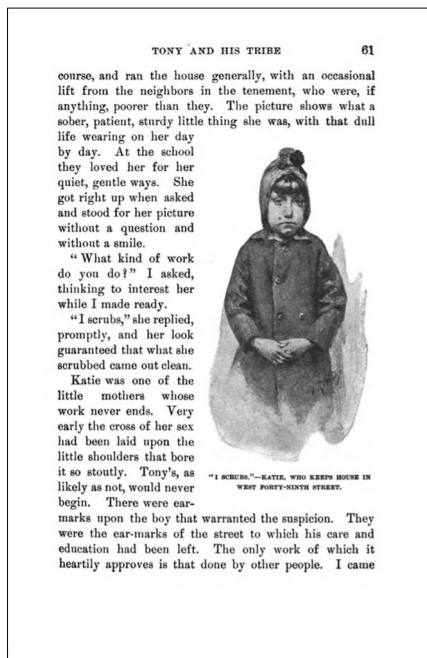 TONY AND HIS TRIBE 61
course, and ran the house generally, with an occasional
lift from the neighbors in the tenement, who were, if
anything, poorer than they. The picture shows what a
sober, patient, sturdy little thing she was, with that dull
life wearing on her day
by day. At the school
they loved her for her
quiet, gentle ways. She
got right up when asked
and stood for her picture
without a question and
without a smile.
"What kind of work
do you do?" I asked,
thinking to interest her
while I made ready.
"I scrubs," she replied,
promptly, and her look
guaranteed that what she
scrubbed came out clean.
Katie was one of the
little mothers whose
work never ends. Very
early the cross of her sex
had been laid upon the
little shoulders that bore
it so stoutly. Tony's, as
likely as not, would never
begin. There were ear-
"I SCRUBS."—KATIE, WHO KEEPS HOUSE IN
WEST FORTY-NINTH STREET.
marks upon the boy that warranted the suspicion. They
were the ear-marks of the street to which his care and
education had been left. The only work of which it
heartily approves is that done by other people. I came